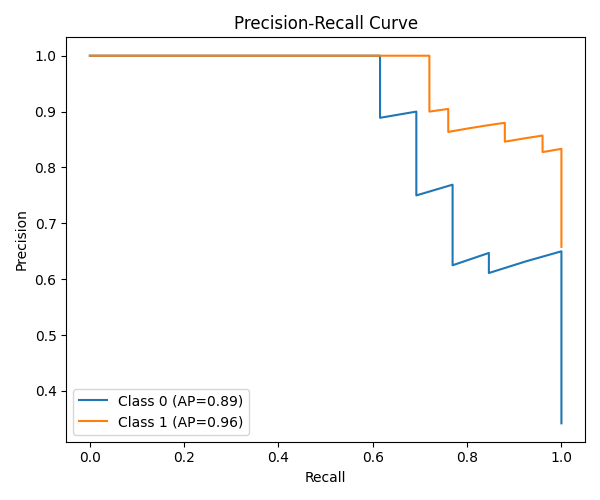 Precision-Recall Curve
1.0
0.9
0.8
0.7
0.6
0.5
0.4
Precision
Class 0 (AP=0.89)
Class 1 (AP=0.96)
0.0 0.2 0.4 0.6 0.8 1.0
Recall